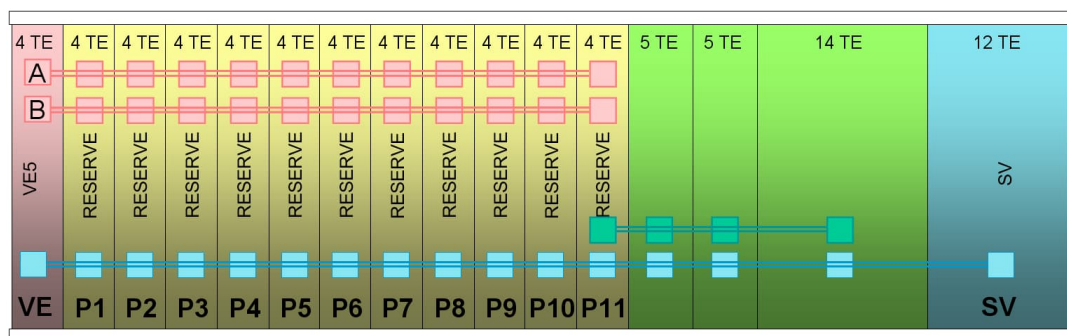 4 TE 4 TE 4 TE 4 TE 4 TE 4 TE 4 TE 4 TE 4 TE 4 TE 4 TE 4 TE 5 TE 5 TE 14 TE 12 TE
A
B
VE5 RESERVE RESERVE RESERVE RESERVE RESERVE RESERVE RESERVE RESERVE RESERVE RESERVE RESERVE SV
VE P1 P2 P3 P4 P5 P6 P7 P8 P9 P10 P11 SV